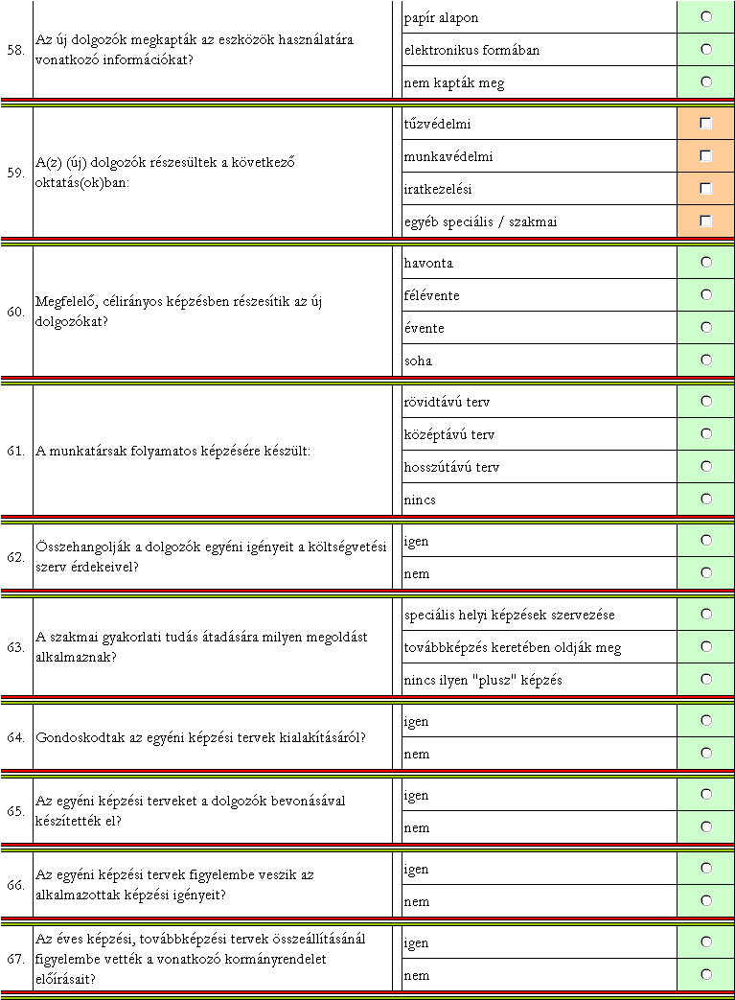 58.
Az új dolgozók megkapták az eszközök használatára
vonatkozó információkat?
papír alapon
elektronikus formában
nem kapták meg
59.
A(z) (új) dolgozók részesültek a következő
oktatás(ok)ban:
tűzvédelmi
munkavédelmi
iratkezelési
egyéb speciális / szakmai
60.
Megfelelő, célirányos képzésben részesítik az új
dolgozókat?
havonta
félévente
évente
soha
61.
A munkatársak folyamatos képzésére készült:
rövidtávú terv
középtávú terv
hosszútávú terv
nincs
62.
Összehangolják a dolgozók egyéni igényeit a költségvetési
szerv érdekeivel?
igen
nem
63.
A szakmai gyakorlati tudás átadására milyen megoldást
alkalmaznak?
speciális helyi képzések szervezése
továbbképzés keretében oldják meg
nincs ilyen "plusz" képzés
64.
Gondoskodtak az egyéni képzési tervek kialakításáról?
igen
nem
65.
Az egyéni képzési terveket a dolgozók bevonásával
készítették el?
igen
nem
66.
Az egyéni képzési tervek figyelembe veszik az
alkalmazottak képzési igényeit?
igen
nem
67.
Az éves képzési, továbbképzési tervek összeállításánál
figyelembe vették a vonatkozó kormányrendelet
előírásait?
igen
nem